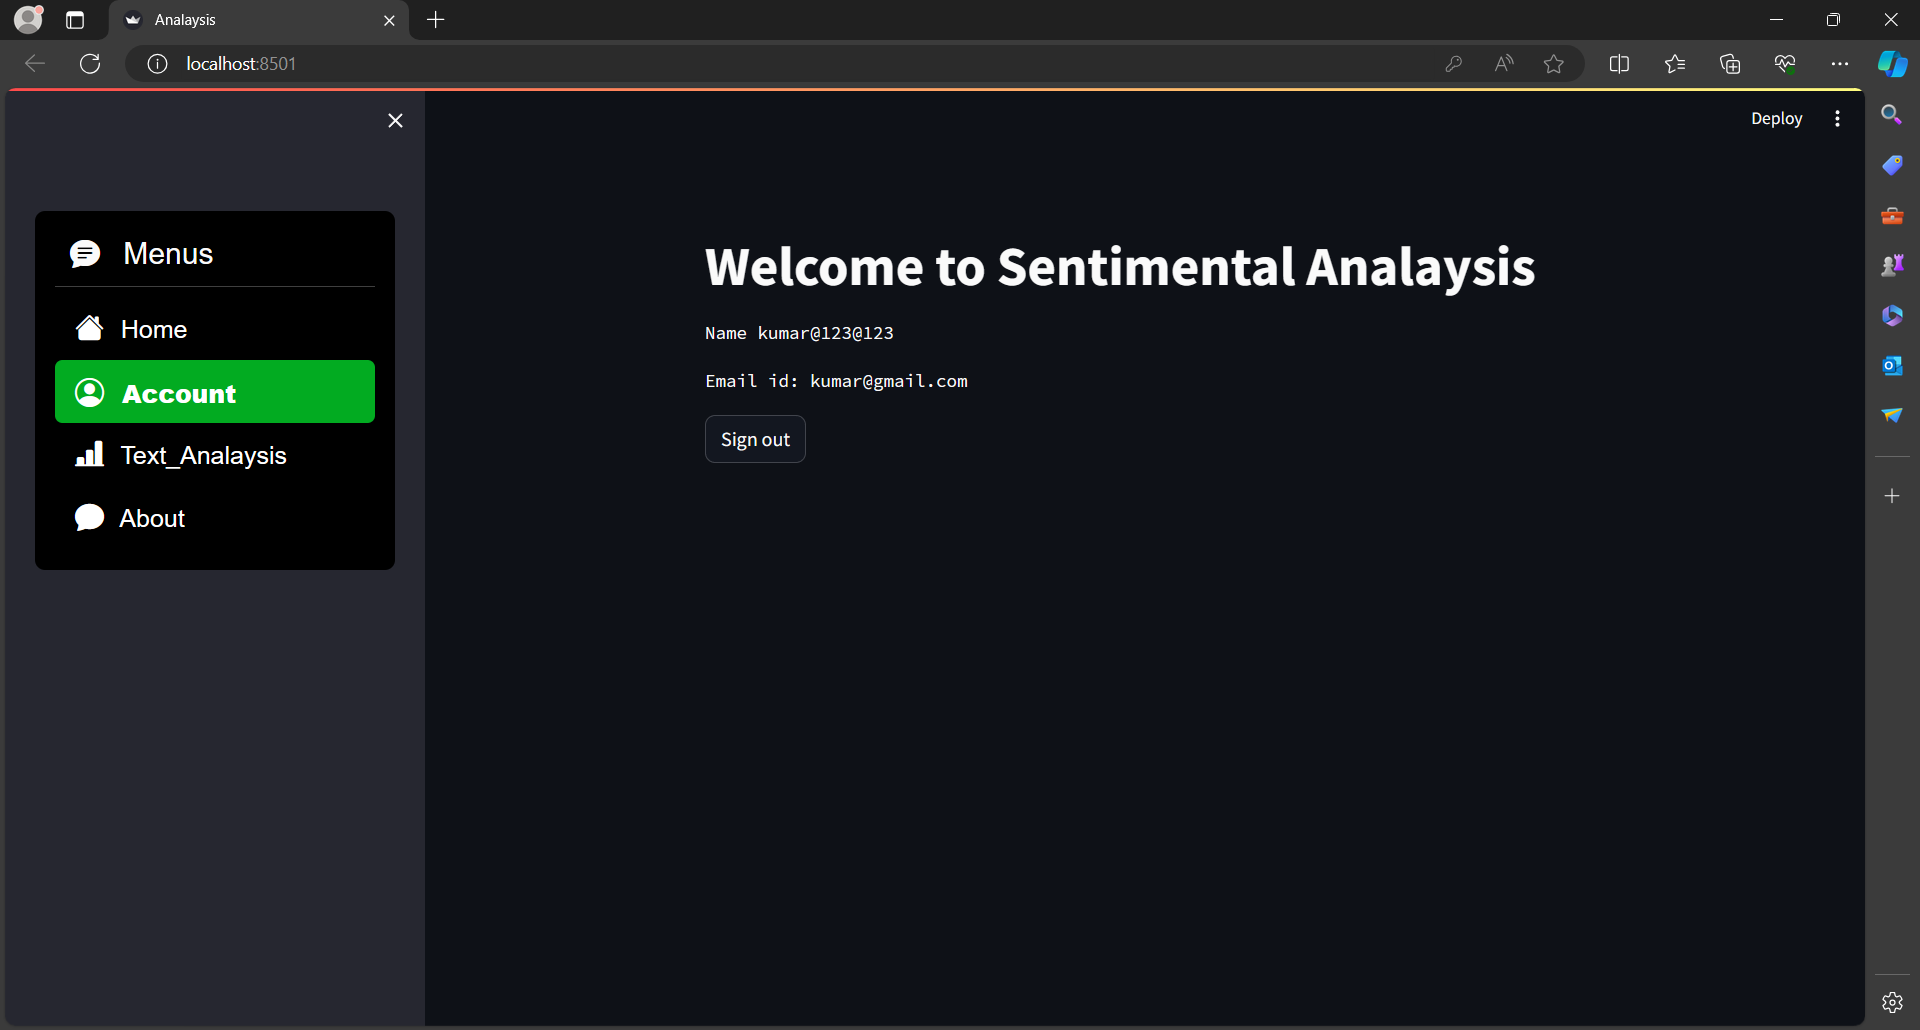 Analaysis
localhost:8501
Deploy
Menus
Home
Account
Text_Analaysis
About
Welcome to Sentimental Analaysis
Name kumar@123@123
Email id: kumar@gmail.com
Sign out